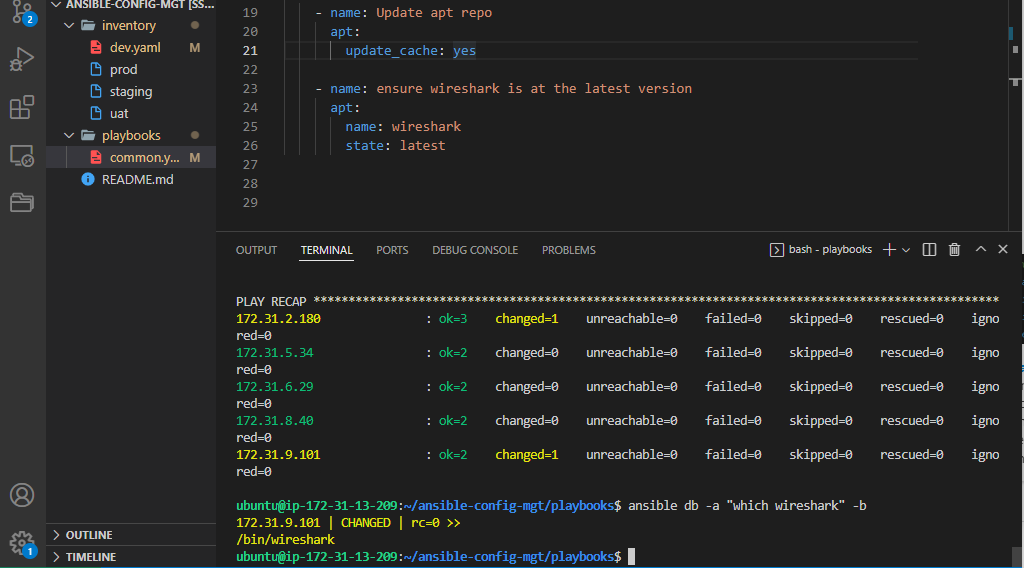 ANSIBLE-CONFIG-MGT [SS...
2
inventory
dev.yaml M
prod
staging
uat
playbooks
common.y... M
README.md
OUTLINE
TIMELINE
1
19 - name: Update apt repo
20 apt:
21 update_cache: yes
22
23 - name: ensure wireshark is at the latest version
24 apt:
25 name: wireshark
26 state: latest
27
28
29
OUTPUT TERMINAL PORTS DEBUG CONSOLE PROBLEMS bash - playbooks
PLAY RECAP **************************************************************************************************
172.31.2.180 : ok=3 changed=1 unreachable=0 failed=0 skipped=0 rescued=0 igno
red=0
172.31.5.34 : ok=2 changed=0 unreachable=0 failed=0 skipped=0 rescued=0 igno
red=0
172.31.6.29 : ok=2 changed=0 unreachable=0 failed=0 skipped=0 rescued=0 igno
red=0
172.31.8.40 : ok=2 changed=0 unreachable=0 failed=0 skipped=0 rescued=0 igno
red=0
172.31.9.101 : ok=2 changed=1 unreachable=0 failed=0 skipped=0 rescued=0 igno
red=0
ubuntu@ip-172-31-13-209:~/ansible-config-mgt/playbooks$ ansible db -a "which wireshark" -b
172.31.9.101 | CHANGED | rc=0 >>
/bin/wireshark
ubuntu@ip-172-31-13-209:~/ansible-config-mgt/playbooks$